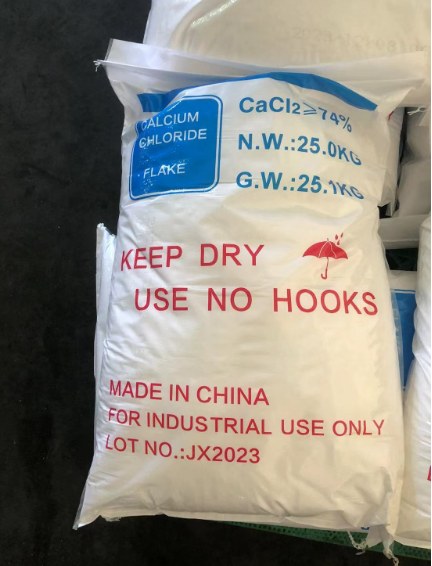 CALCIUM
CHLORIDE
FLAKE
CaCl2≥74%
N.W.:25.0KG
G.W.:25.1KG
KEEP DRY
USE NO HOOKS
MADE IN CHINA
FOR INDUSTRIAL USE ONLY
LOT NO.:JX2023